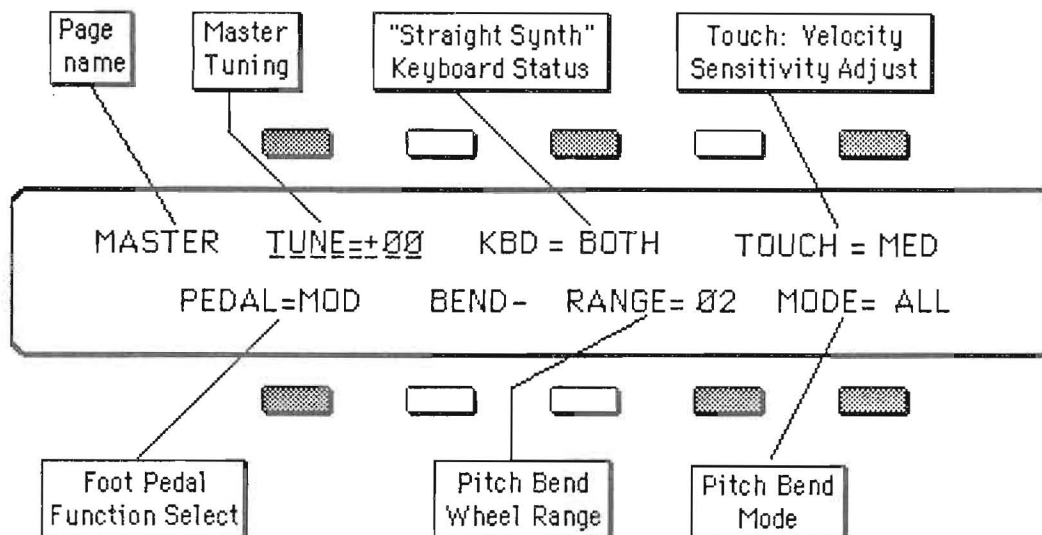 Page
name
Master
Tuning
"Straight Synth"
Keyboard Status
Touch: Velocity
Sensitivity Adjust
MASTER TUNE=+00 KBD = BOTH TOUCH = MED
PEDAL=MOD BEND- RANGE= 02 MODE= ALL
Foot Pedal
Function Select
Pitch Bend
Wheel Range
Pitch Bend
Mode